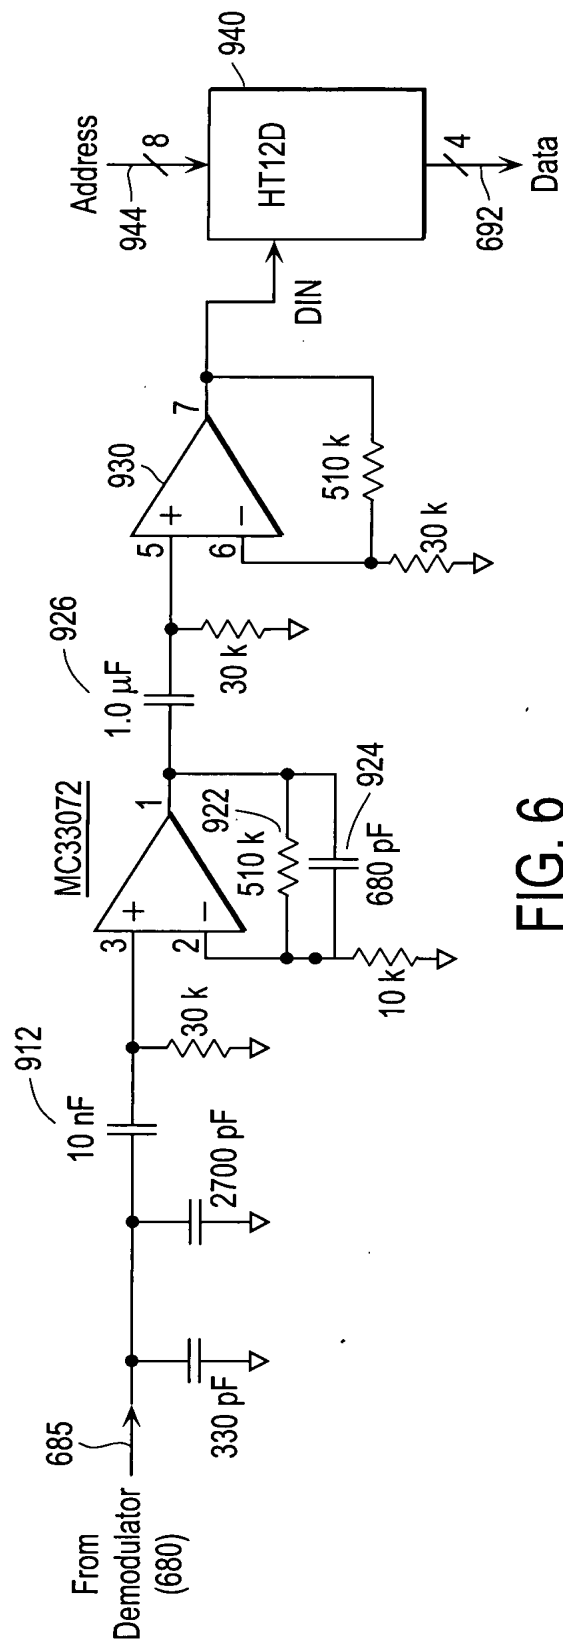 From
Demodulator
(680)
685
330 pF
2700 pF
912
10 nF
30 k
MC33072
3
+
2
−
1
922
510 k
924
680 pF
10 k
926
1.0 µF
30 k
930
5
+
6
−
7
510 k
30 k
DIN
Address
944
8
940
HT12D
4
692
Data
FIG. 6